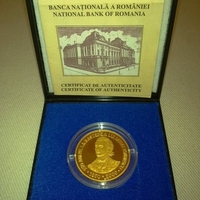 BANCA NAȚIONALĂ A ROMÂNIEI
NATIONAL BANK OF ROMANIA
CERTIFICAT DE AUTENTICITATE
CERTIFICATE OF AUTHENTICITY